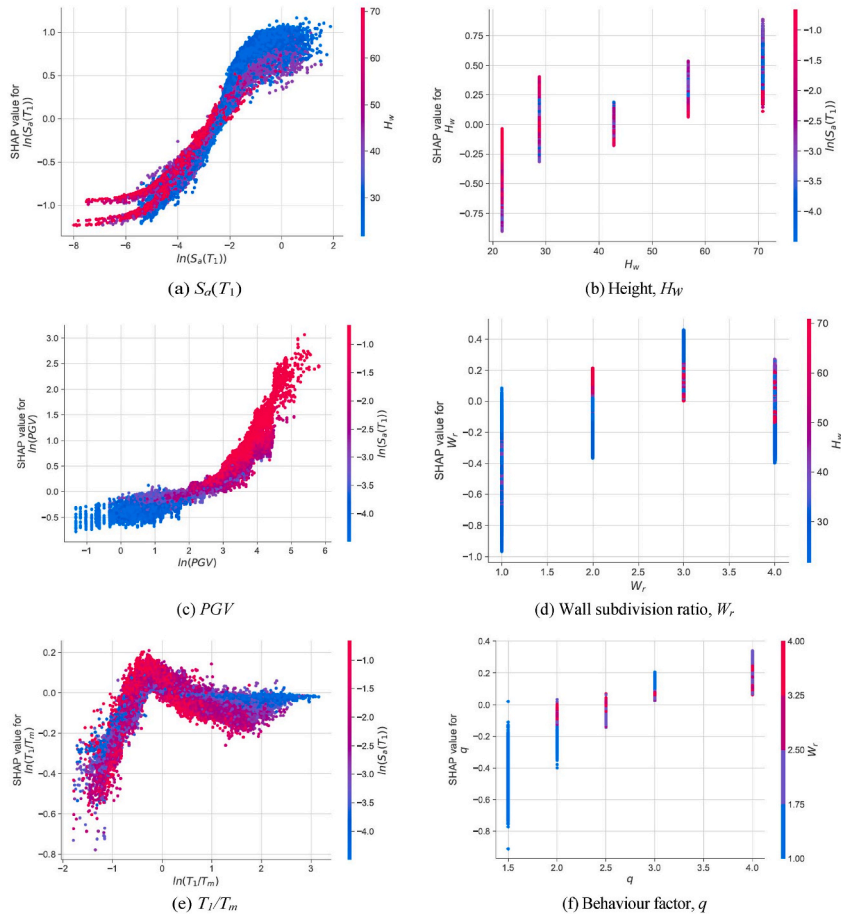 1.0
0.5
0.0
−0.5
−1.0
SHAP value for
ln(Sa(T1))
−8 −6 −4 −2 0 2
ln(Sa(T1))
70
60
50
40
30
Hw
(a) Sa(T1)
0.75
0.50
0.25
0.00
−0.25
−0.50
−0.75
SHAP value for
Hw
20 30 40 50 60 70
Hw
−1.0
−1.5
−2.0
−2.5
−3.0
−3.5
−4.0
ln(Sa(T1))
(b) Height, HW
3.0
2.5
2.0
1.5
1.0
0.5
0.0
−0.5
SHAP value for
ln(PGV)
−1 0 1 2 3 4 5 6
ln(PGV)
−1.0
−1.5
−2.0
−2.5
−3.0
−3.5
−4.0
ln(Sa(T1))
(c) PGV
0.4
0.2
0.0
−0.2
−0.4
−0.6
−0.8
−1.0
SHAP value for
Wr
1.0 1.5 2.0 2.5 3.0 3.5 4.0
Wr
70
60
50
40
30
Hw
(d) Wall subdivision ratio, Wr
0.2
0.0
−0.2
−0.4
−0.6
−0.8
SHAP value for
ln(T1/Tm)
−2 −1 0 1 2 3
ln(T1/Tm)
−1.0
−1.5
−2.0
−2.5
−3.0
−3.5
−4.0
ln(Sa(T1))
(e) T1/Tm
0.4
0.2
0.0
−0.2
−0.4
−0.6
−0.8
SHAP value for
q
1.5 2.0 2.5 3.0 3.5 4.0
q
4.00
3.25
2.50
1.75
1.00
Wr
(f) Behaviour factor, q